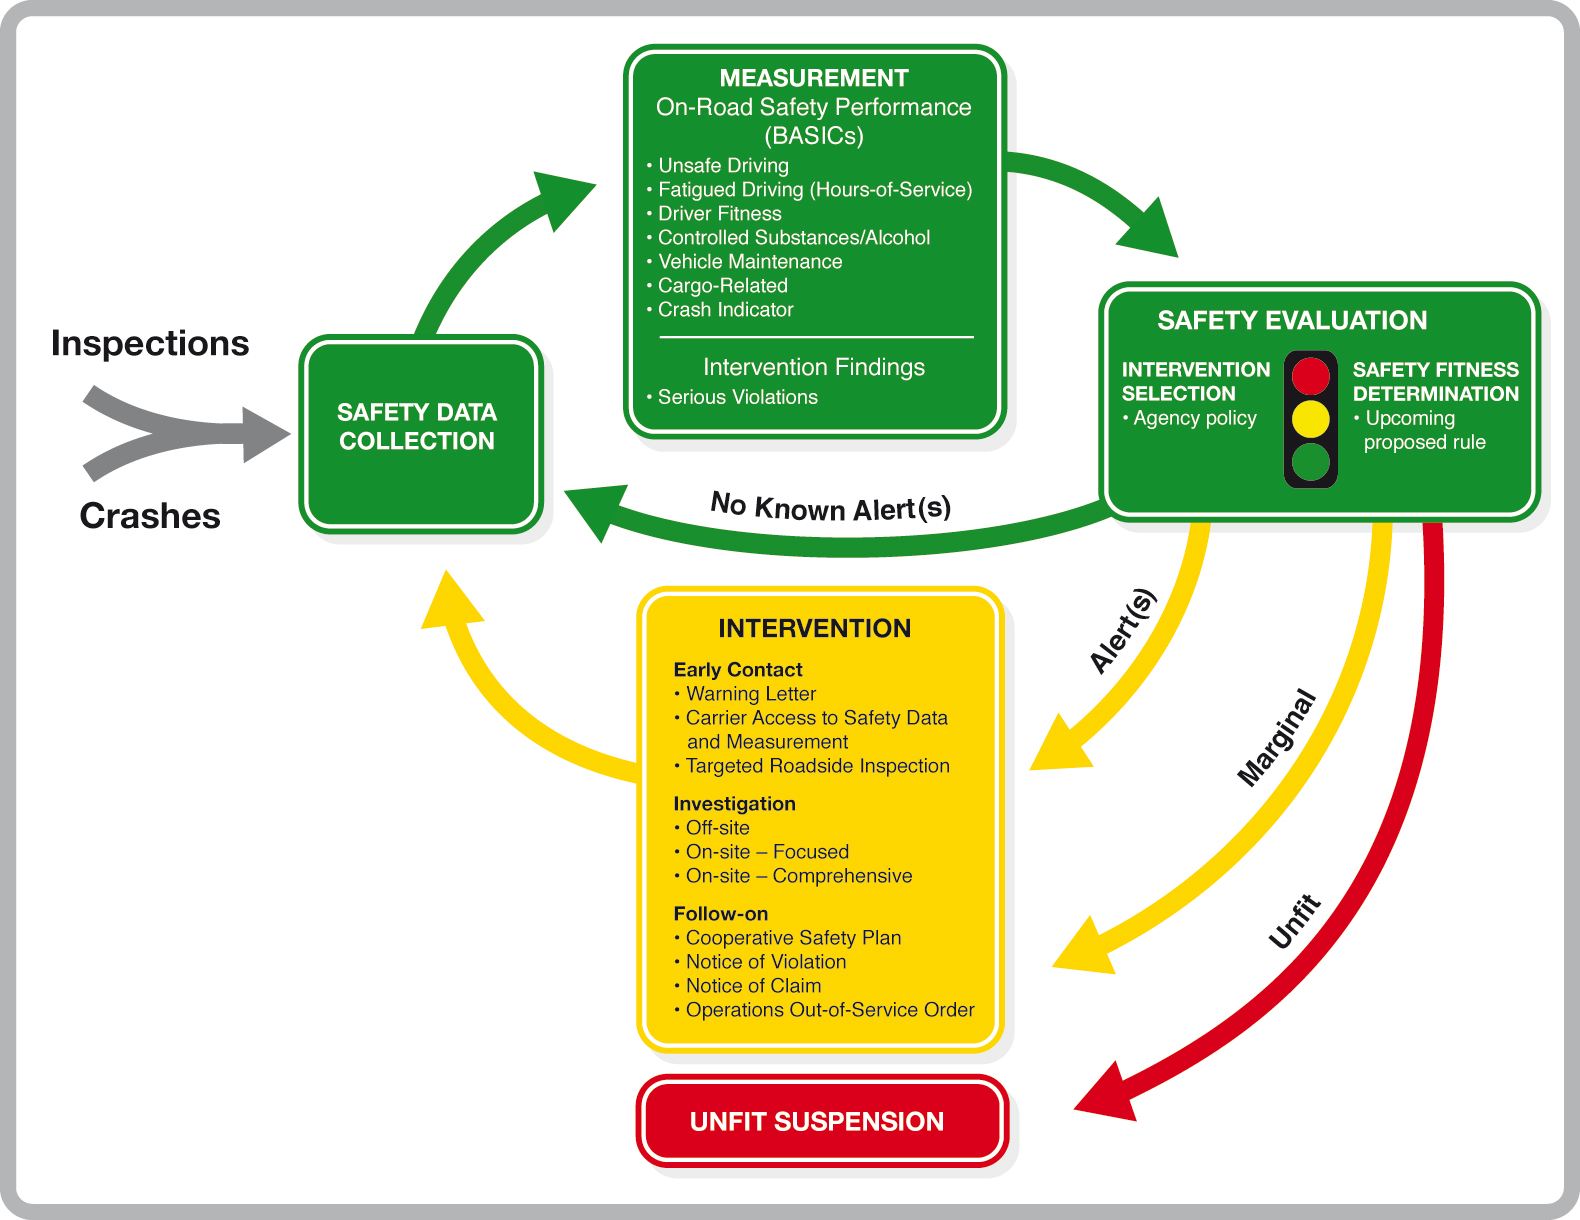 MEASUREMENT
On-Road Safety Performance
(BASICs)
• Unsafe Driving
• Fatigued Driving (Hours-of-Service)
• Driver Fitness
• Controlled Substances/Alcohol
• Vehicle Maintenance
• Cargo-Related
• Crash Indicator
Intervention Findings
• Serious Violations
Inspections
Crashes
SAFETY DATA
COLLECTION
SAFETY EVALUATION
INTERVENTION
SELECTION
• Agency policy
SAFETY FITNESS
DETERMINATION
• Upcoming
proposed rule
No Known Alert(s)
Alert(s)
Marginal
Unfit
INTERVENTION
Early Contact
• Warning Letter
• Carrier Access to Safety Data
and Measurement
• Targeted Roadside Inspection
Investigation
• Off-site
• On-site – Focused
• On-site – Comprehensive
Follow-on
• Cooperative Safety Plan
• Notice of Violation
• Notice of Claim
• Operations Out-of-Service Order
UNFIT SUSPENSION